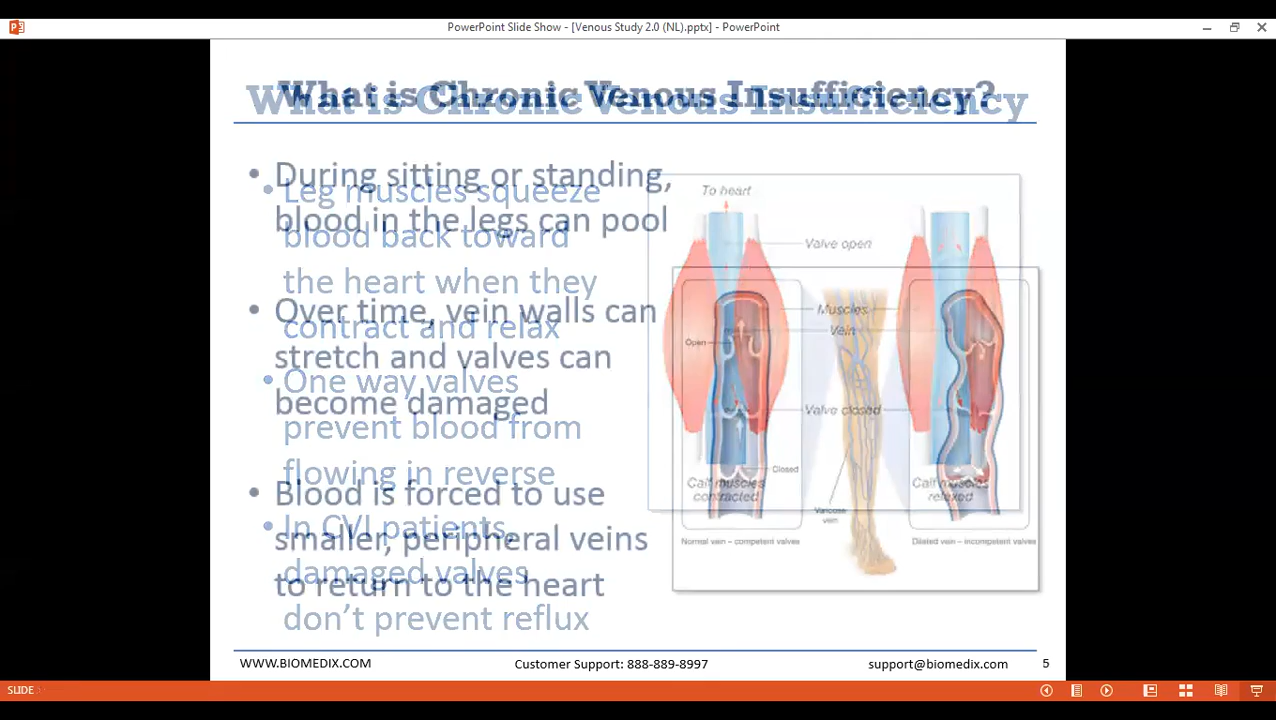 PowerPoint Slide Show - [Venous Study 2.0 (NL).pptx] - PowerPoint
What is Chronic Venous Insufficiency?
What is Chronic Venous Insufficiency
• During sitting or standing,
blood in the legs can pool
• Over time, vein walls can
stretch and valves can
become damaged
• Blood is forced to use
smaller, peripheral veins
to return to the heart
• Leg muscles squeeze
blood back toward
the heart when they
contract and relax
• One way valves
prevent blood from
flowing in reverse
• In CVI patients,
damaged valves
don’t prevent reflux
To heart
Valve open
Muscles
Vein
Open
Valve closed
Closed
Calf muscles
contracted
Calf muscles
relaxed
Varicose
vein
Normal vein – competent valves
Dilated vein – incompetent valves
WWW.BIOMEDIX.COM
Customer Support: 888-889-8997
support@biomedix.com
5
SLIDE